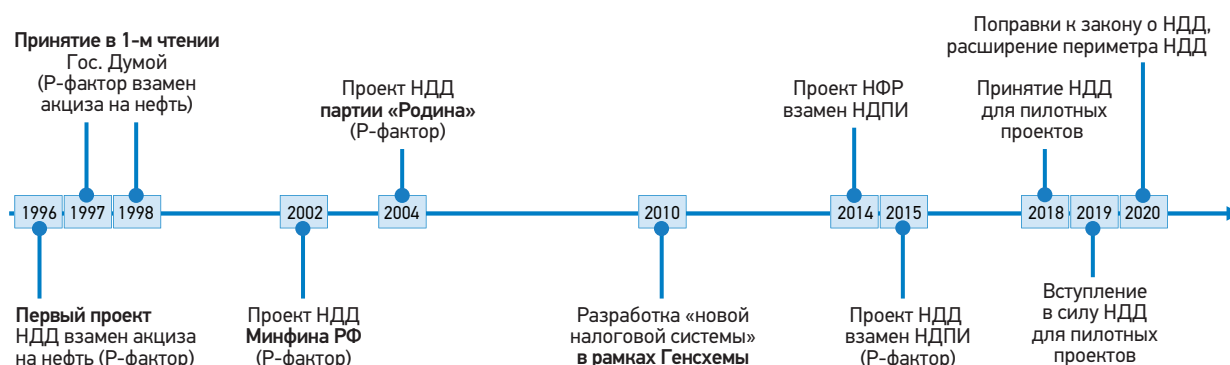 Принятие в 1-м чтении
Гос. Думой
(Р-фактор взамен
акциза на нефть)
Проект НДД
партии «Родина»
(Р-фактор)
Проект НФР
взамен НДПИ
Принятие НДД
для пилотных
проектов
Поправки к закону о НДД,
расширение периметра НДД
1996
1997
1998
2002
2004
2010
2014
2015
2018
2019
2020
Первый проект
НДД взамен акциза
на нефть (Р-фактор)
Проект НДД
Минфина РФ
(Р-фактор)
Разработка «новой
налоговой системы»
в рамках Генсхемы
Проект НДД
взамен НДПИ
(Р-фактор)
Вступление
в силу НДД
для пилотных
проектов